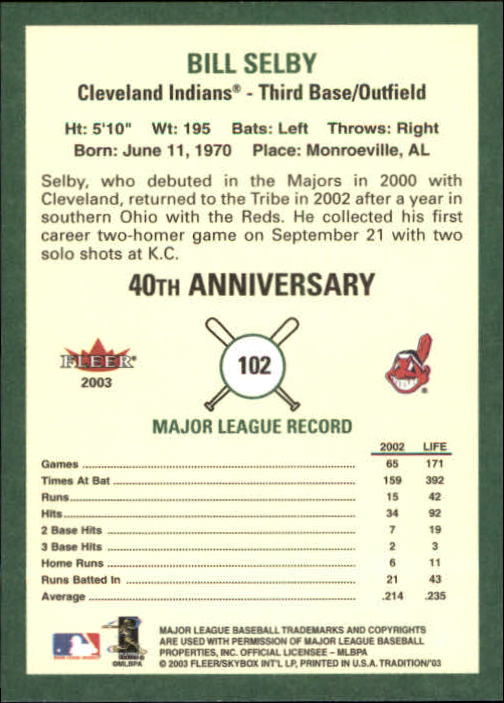 BILL SELBY
Cleveland Indians® - Third Base/Outfield
Ht: 5'10" Wt: 195 Bats: Left Throws: Right
Born: June 11, 1970 Place: Monroeville, AL
Selby, who debuted in the Majors in 2000 with
Cleveland, returned to the Tribe in 2002 after a year in
southern Ohio with the Reds. He collected his first
career two-homer game on September 21 with two
solo shots at K.C.
40TH ANNIVERSARY
FLEER®
2003
102
®
MAJOR LEAGUE RECORD
2002 LIFE
Games 65 171
Times At Bat 159 392
Runs 15 42
Hits 34 92
2 Base Hits 7 19
3 Base Hits 2 3
Home Runs 6 11
Runs Batted In 21 43
Average .214 .235
©MLBPA
MAJOR LEAGUE BASEBALL TRADEMARKS AND COPYRIGHTS
ARE USED WITH PERMISSION OF MAJOR LEAGUE BASEBALL
PROPERTIES, INC. OFFICIAL LICENSEE - MLBPA
© 2003 FLEER/SKYBOX INT'L LP, PRINTED IN U.S.A. TRADITION/'03